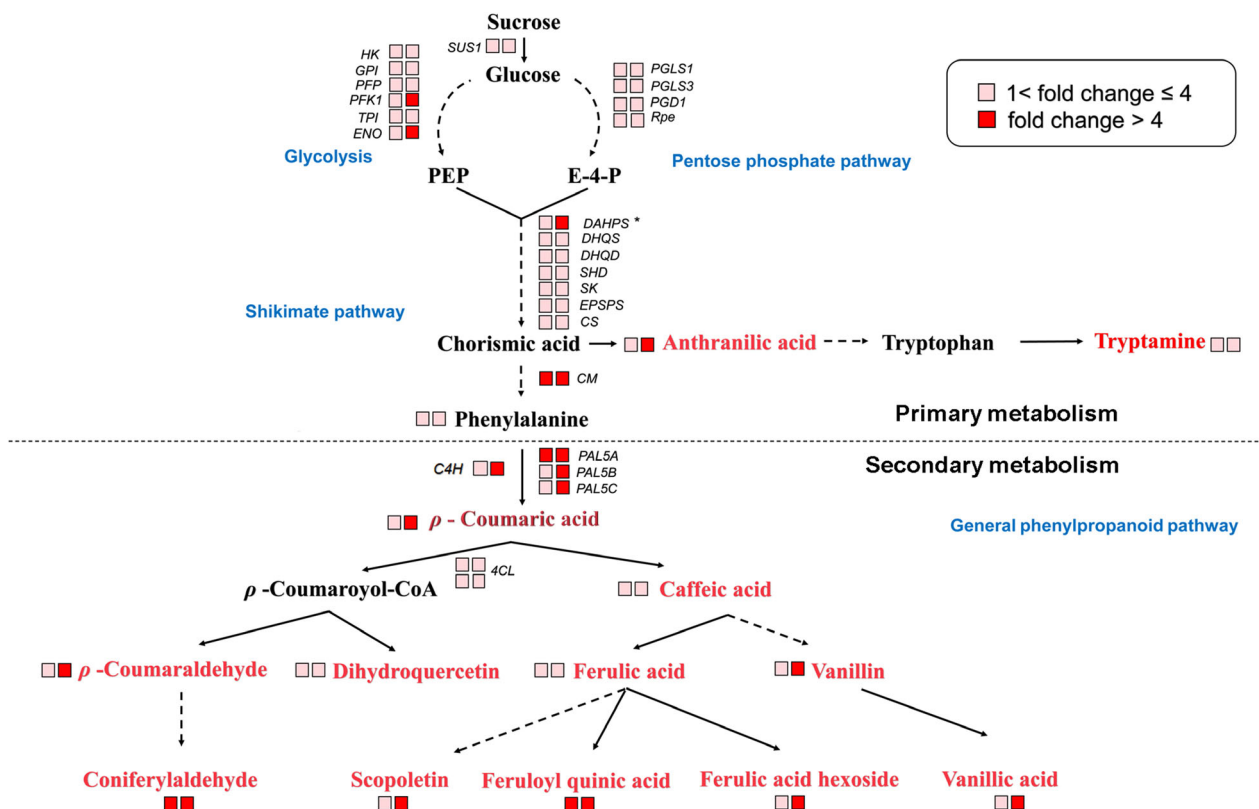 Sucrose
SUS1
Glucose
HK
GPI
PFP
PFK1
TPI
ENO
PGLS1
PGLS3
PGD1
Rpe
1< fold change ≤ 4
fold change > 4
Glycolysis
Pentose phosphate pathway
PEP
E-4-P
DAHPS *
DHQS
DHQD
SHD
SK
EPSPS
CS
Shikimate pathway
Chorismic acid
Anthranilic acid
Tryptophan
Tryptamine
CM
Phenylalanine
Primary metabolism
Secondary metabolism
C4H
PAL5A
PAL5B
PAL5C
ρ - Coumaric acid
General phenylpropanoid pathway
4CL
ρ -Coumaroyol-CoA
Caffeic acid
ρ -Coumaraldehyde
Dihydroquercetin
Ferulic acid
Vanillin
Coniferylaldehyde
Scopoletin
Feruloyl quinic acid
Ferulic acid hexoside
Vanillic acid